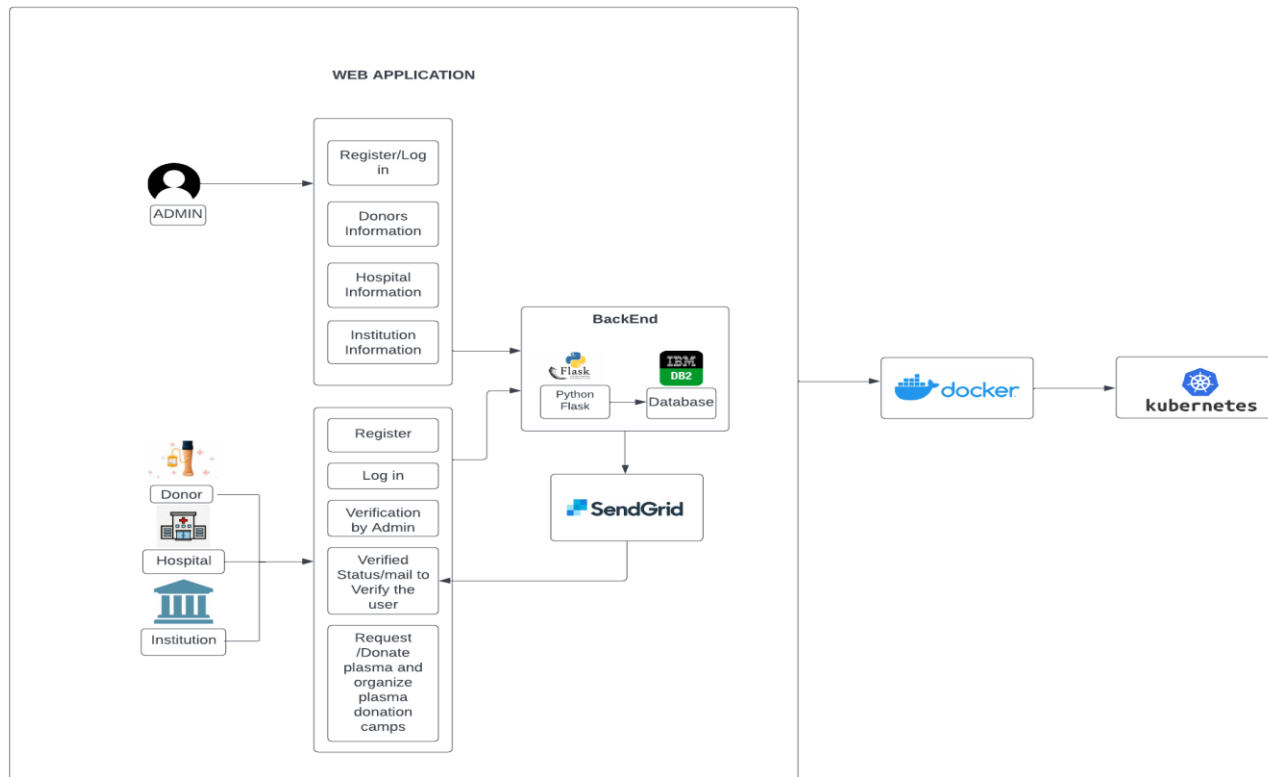 WEB APPLICATION
ADMIN
Register/Log
in
Donors
Information
Hospital
Information
Institution
Information
BackEnd
Flask
IBM
DB2
Python
Flask
Database
docker
kubernetes
Donor
Hospital
Institution
Register
Log in
Verification
by Admin
Verified
Status/mail to
Verify the
user
Request
/Donate
plasma and
organize
plasma
donation
camps
SendGrid